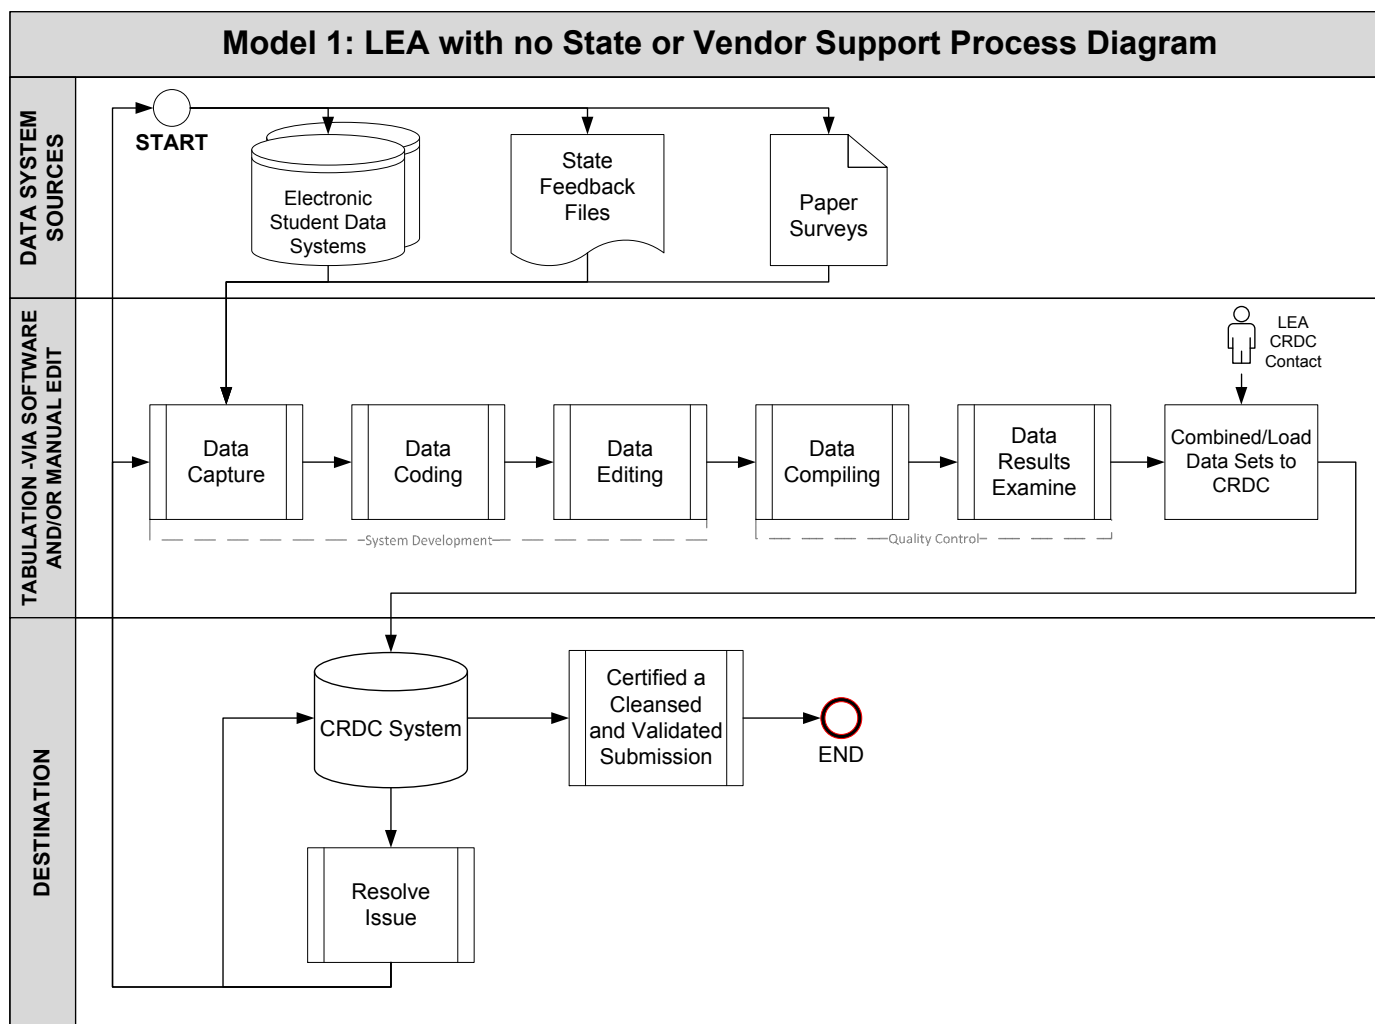 Model 1: LEA with no State or Vendor Support Process Diagram
DATA SYSTEM
SOURCES
START
Electronic
Student Data
Systems
State
Feedback
Files
Paper
Surveys
TABULATION -VIA SOFTWARE
AND/OR MANUAL EDIT
LEA
CRDC
Contact
Data
Capture
Data
Coding
Data
Editing
Data
Compiling
Data
Results
Examine
Combined/Load
Data Sets to
CRDC
System Development
Quality Control
DESTINATION
CRDC System
Certified a
Cleansed
and Validated
Submission
END
Resolve
Issue